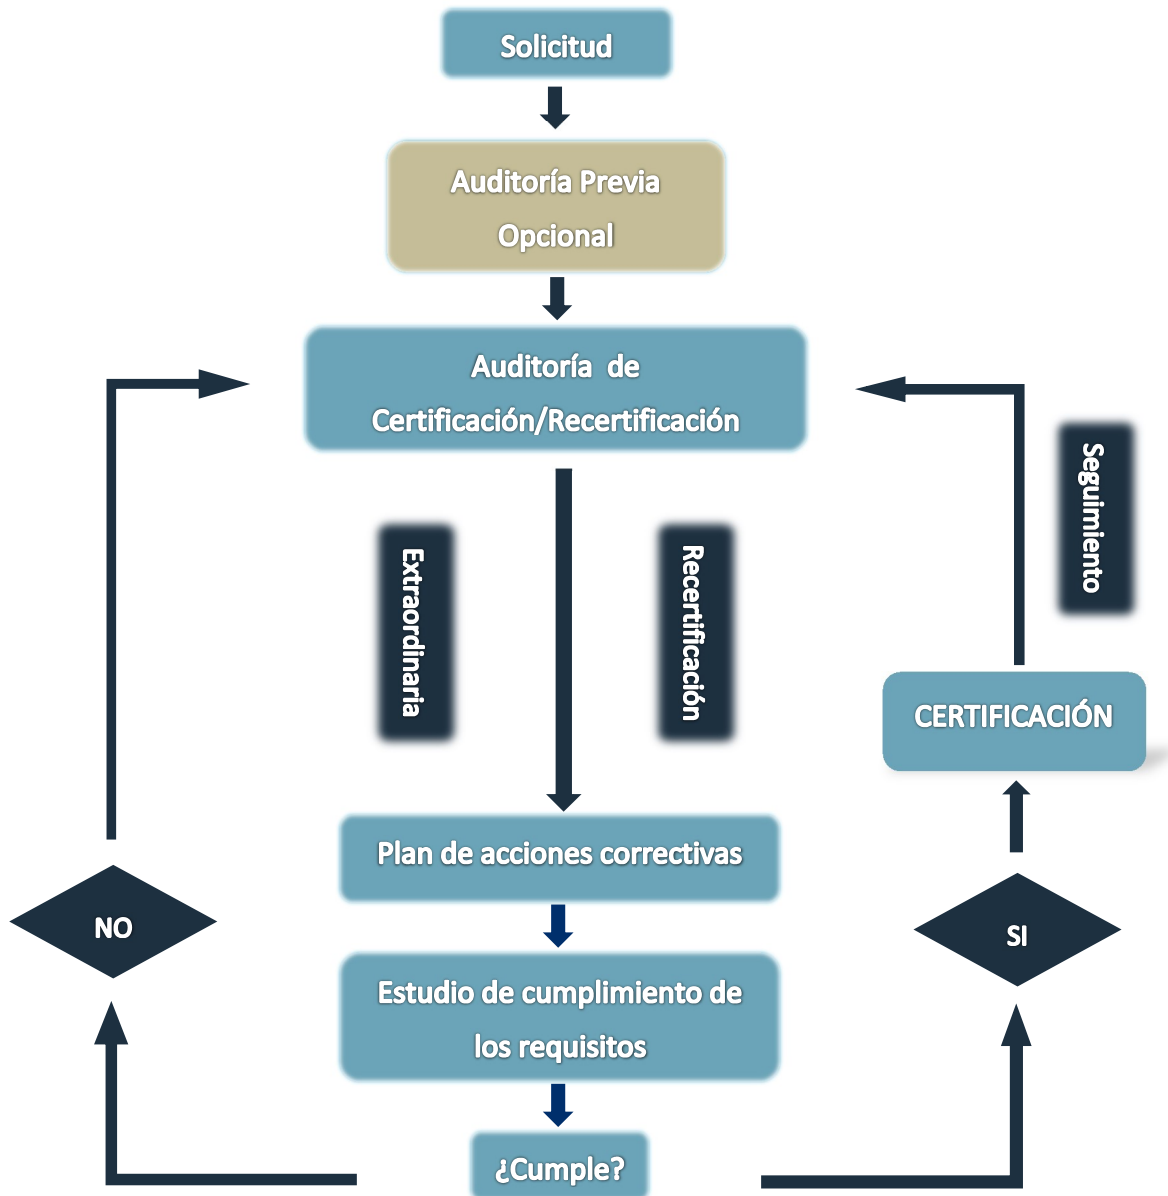 Solicitud
Auditoría Previa
Opcional
Auditoría de
Certificación/Recertificación
Seguimiento
Extraordinaria
Recertificación
CERTIFICACIÓN
Plan de acciones correctivas
NO
SI
Estudio de cumplimiento de
los requisitos
¿Cumple?